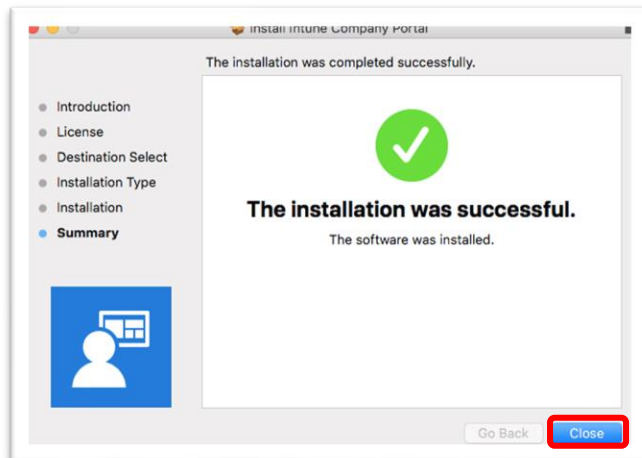 Install Intune Company Portal
The installation was completed successfully.
Introduction
License
Destination Select
Installation Type
Installation
Summary
The installation was successful.
The software was installed.
Go Back
Close